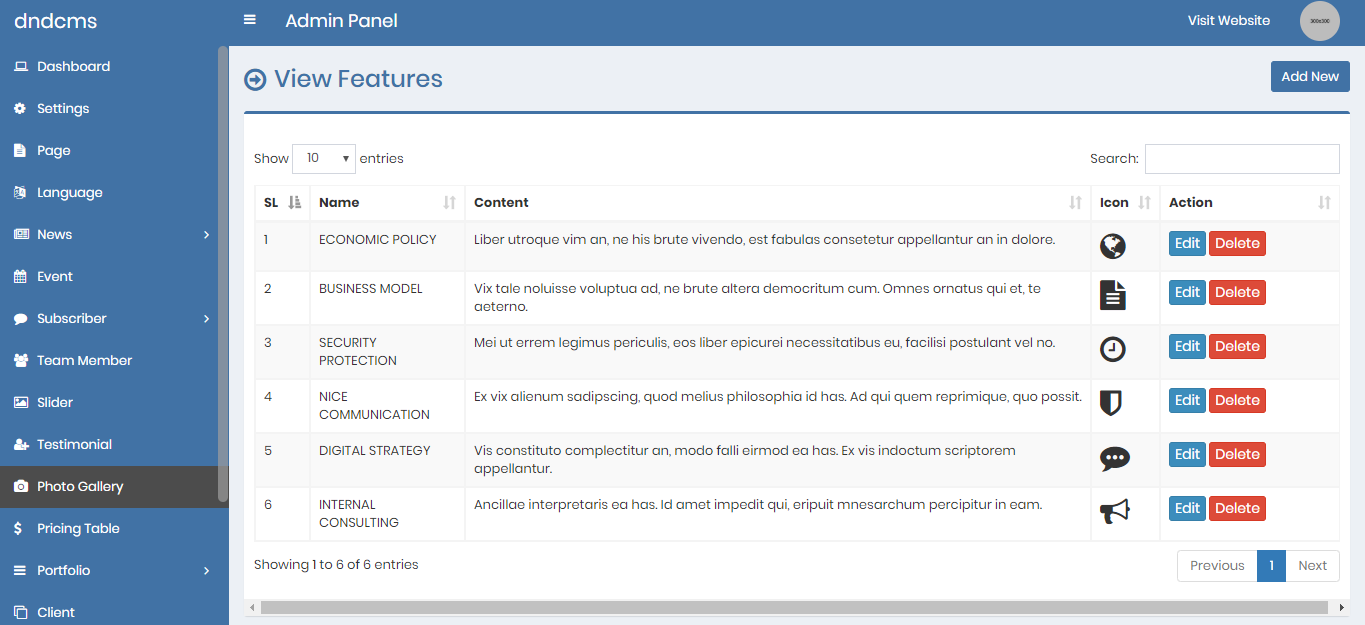 dndcms
Admin Panel
Visit Website
300x300
Dashboard
Settings
Page
Language
News
Event
Subscriber
Team Member
Slider
Testimonial
Photo Gallery
Pricing Table
Portfolio
Client
View Features
Add New
Show 10 entries
Search:
SL Name Content Icon Action
1 ECONOMIC POLICY Liber utroque vim an, ne his brute vivendo, est fabulas consetetur appellantur an in dolore. Edit Delete
2 BUSINESS MODEL Vix tale noluisse voluptua ad, ne brute altera democritum cum. Omnes ornatus qui et, te Edit Delete
aeterno.
3 SECURITY Mei ut errem legimus periculis, eos liber epicurei necessitatibus eu, facilisi postulant vel no. Edit Delete
PROTECTION
4 NICE Ex vix alienum sadipscing, quod melius philosophia id has. Ad qui quem reprimique, quo possit. Edit Delete
COMMUNICATION
5 DIGITAL STRATEGY Vis constituto complectitur an, modo falli eirmod ea has. Ex vis indoctum scriptorem Edit Delete
appellantur.
6 INTERNAL Ancillae interpretaris ea has. Id amet impedit qui, eripuit mnesarchum percipitur in eam. Edit Delete
CONSULTING
Showing 1 to 6 of 6 entries
Previous 1 Next